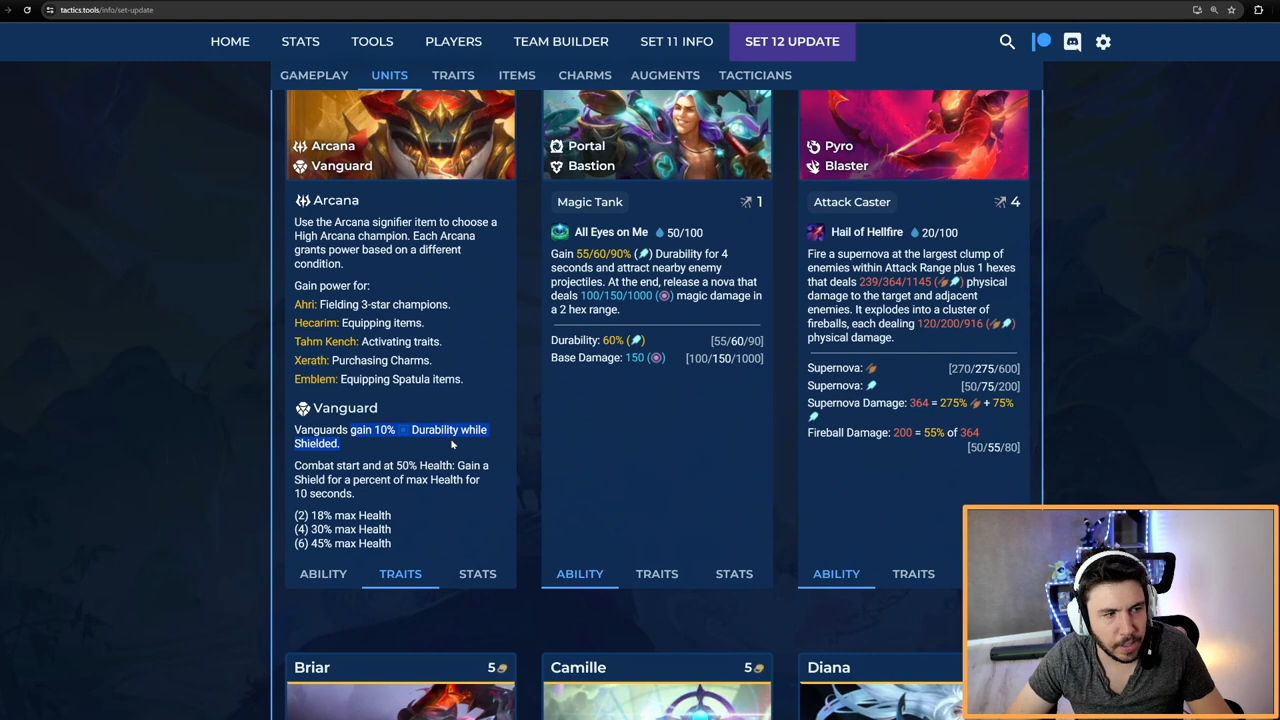 tactics.tools/info/set-update
HOME STATS TOOLS PLAYERS TEAM BUILDER SET 11 INFO SET 12 UPDATE
GAMEPLAY UNITS TRAITS ITEMS CHARMS AUGMENTS TACTICIANS
Arcana
Vanguard
Arcana
Use the Arcana signifier item to choose a
High Arcana champion. Each Arcana
grants power based on a different
condition.
Gain power for:
Ahri: Fielding 3-star champions.
Hecarim: Equipping items.
Tahm Kench: Activating traits.
Xerath: Purchasing Charms.
Emblem: Equipping Spatula items.
Vanguard
Vanguards gain 10% Durability while
Shielded.
Combat start and at 50% Health: Gain a
Shield for a percent of max Health for
10 seconds.
(2) 18% max Health
(4) 30% max Health
(6) 45% max Health
ABILITY TRAITS STATS
Portal
Bastion
Magic Tank 1
All Eyes on Me 50/100
Gain 55/60/90% ( ) Durability for 4
seconds and attract nearby enemy
projectiles. At the end, release a nova that
deals 100/150/1000 ( ) magic damage in
a 2 hex range.
Durability: 60% ( ) [55/60/90]
Base Damage: 150 ( ) [100/150/1000]
ABILITY TRAITS STATS
Pyro
Blaster
Attack Caster 4
Hail of Hellfire 20/100
Fire a supernova at the largest clump of
enemies within Attack Range plus 1 hexes
that deals 239/364/1145 ( ) physical
damage to the target and adjacent
enemies. It explodes into a cluster of
fireballs, each dealing 120/200/916 ( )
physical damage.
Supernova: [270/275/600]
Supernova: [50/75/200]
Supernova Damage: 364 = 275% + 75%
Fireball Damage: 200 = 55% of 364
[50/55/80]
ABILITY TRAITS
Briar 5
Camille 5
Diana